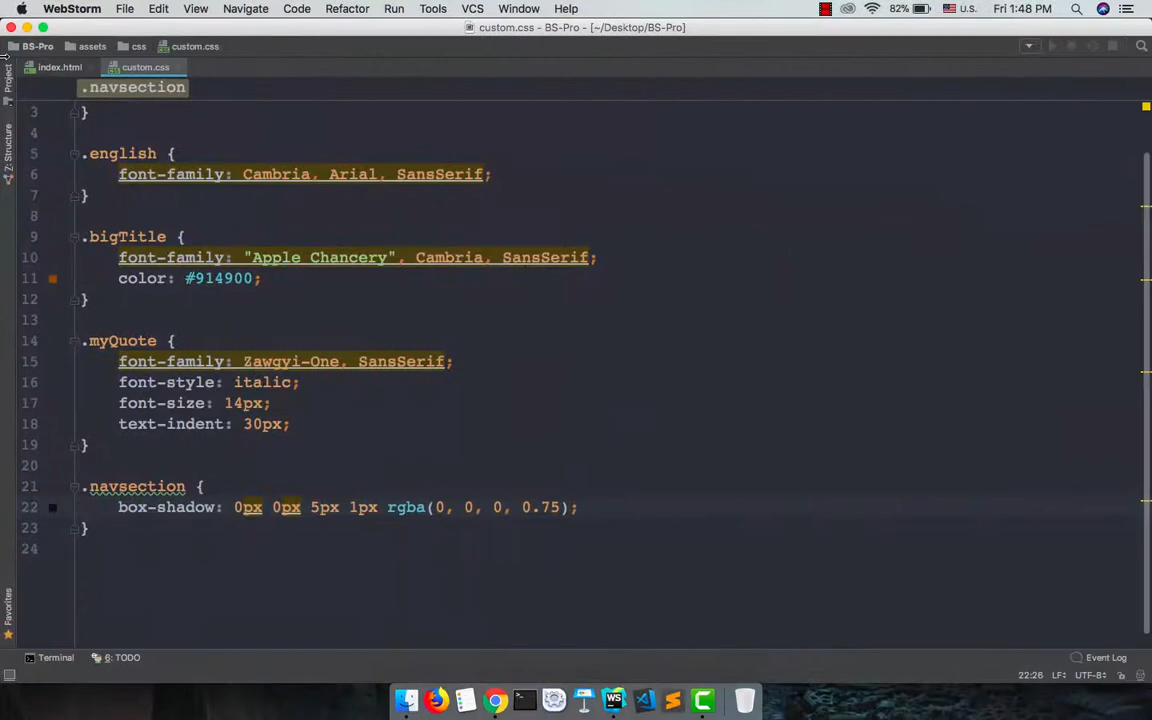 WebStorm File Edit View Navigate Code Refactor Run Tools VCS Window Help 82% U.S. Fri 1:48 PM
custom.css - BS-Pro - [~/Desktop/BS-Pro]
BS-Pro assets css custom.css
index.html custom.css
Project
Z: Structure
Favorites
.navsection
3 }
4
5 .english {
6 font-family: Cambria, Arial, SansSerif;
7 }
8
9 .bigTitle {
10 font-family: "Apple Chancery", Cambria, SansSerif;
11 color: #914900;
12 }
13
14 .myQuote {
15 font-family: Zawgyi-One, SansSerif;
16 font-style: italic;
17 font-size: 14px;
18 text-indent: 30px;
19 }
20
21 .navsection {
22 box-shadow: 0px 0px 5px 1px rgba(0, 0, 0, 0.75);
23 }
24
Terminal 6: TODO Event Log
22:26 LF÷ UTF-8÷
WS